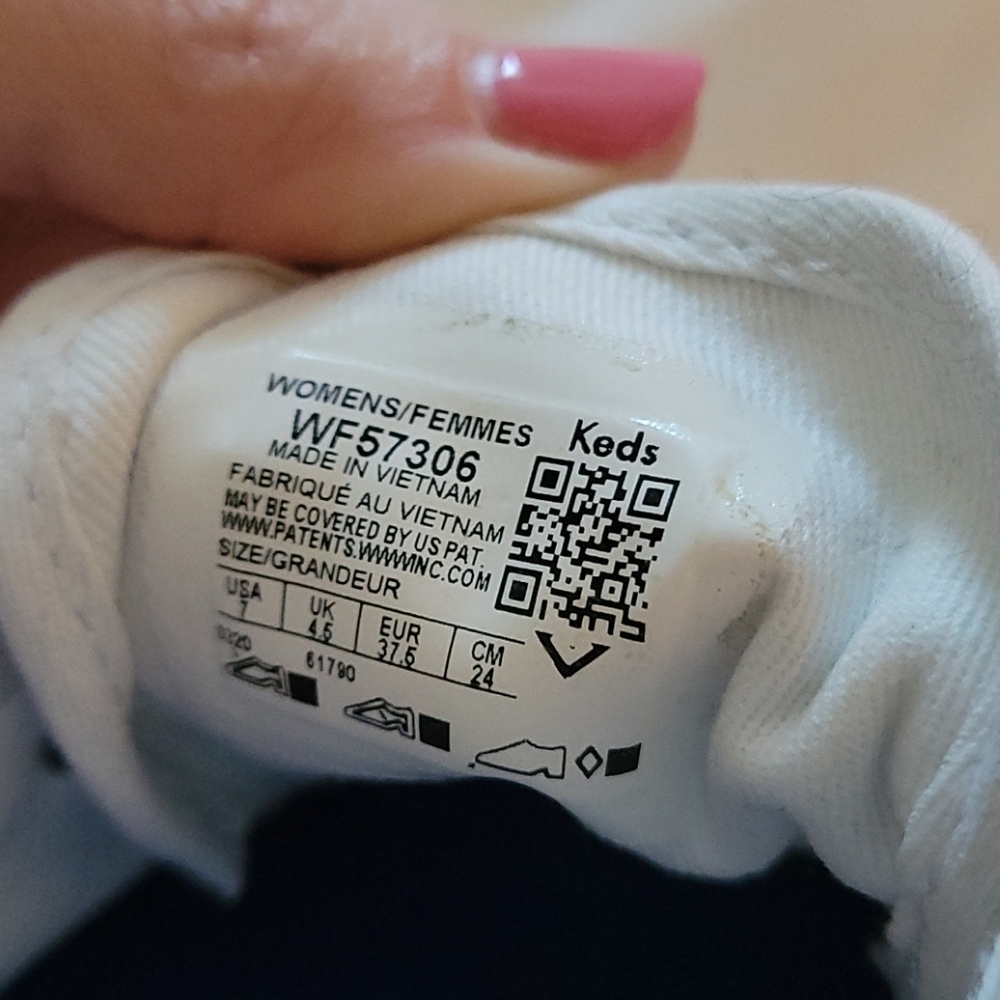 WOMENS/FEMMES
Keds
WF57306
MADE IN VIETNAM
FABRIQUÉ AU VIETNAM
MAY BE COVERED BY US PAT.
WWW.PATENTS.WWWINC.COM
SIZE/GRANDEUR
USA UK EUR CM
7 4.5 37.5 24
0320 61790